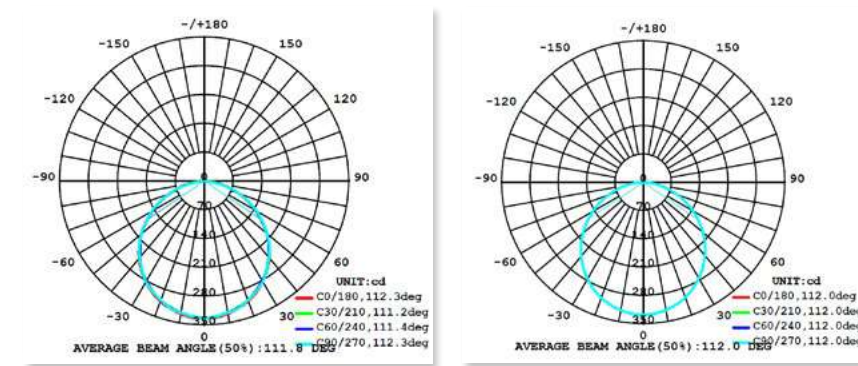 -/+180
-150 150
-120 120
-90 90
-60 60
-30 30
0
70
140
210
280
350
UNIT:cd
C0/180,112.3deg
C30/210,111.2deg
C60/240,111.4deg
C90/270,112.3deg
AVERAGE BEAM ANGLE(50%):111.8 DEG
-/+180
-150 150
-120 120
-90 90
-60 60
-30 30
0
70
140
210
280
350
UNIT:cd
C0/180,112.0deg
C30/210,112.0deg
C60/240,112.0deg
C90/270,112.0deg
AVERAGE BEAM ANGLE(50%):112.0 DEG